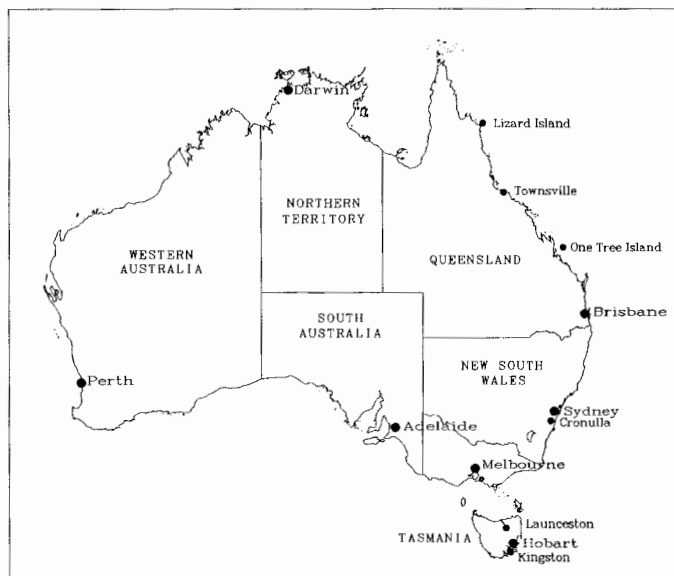 Darwin
Lizard Island
Townsville
NORTHERN
TERRITORY
One Tree Island
WESTERN
AUSTRALIA
QUEENSLAND
Brisbane
SOUTH
AUSTRALIA
NEW SOUTH
WALES
Perth
Sydney
Cronulla
Adelaide
Melbourne
Launceston
TASMANIA
Hobart
Kingston